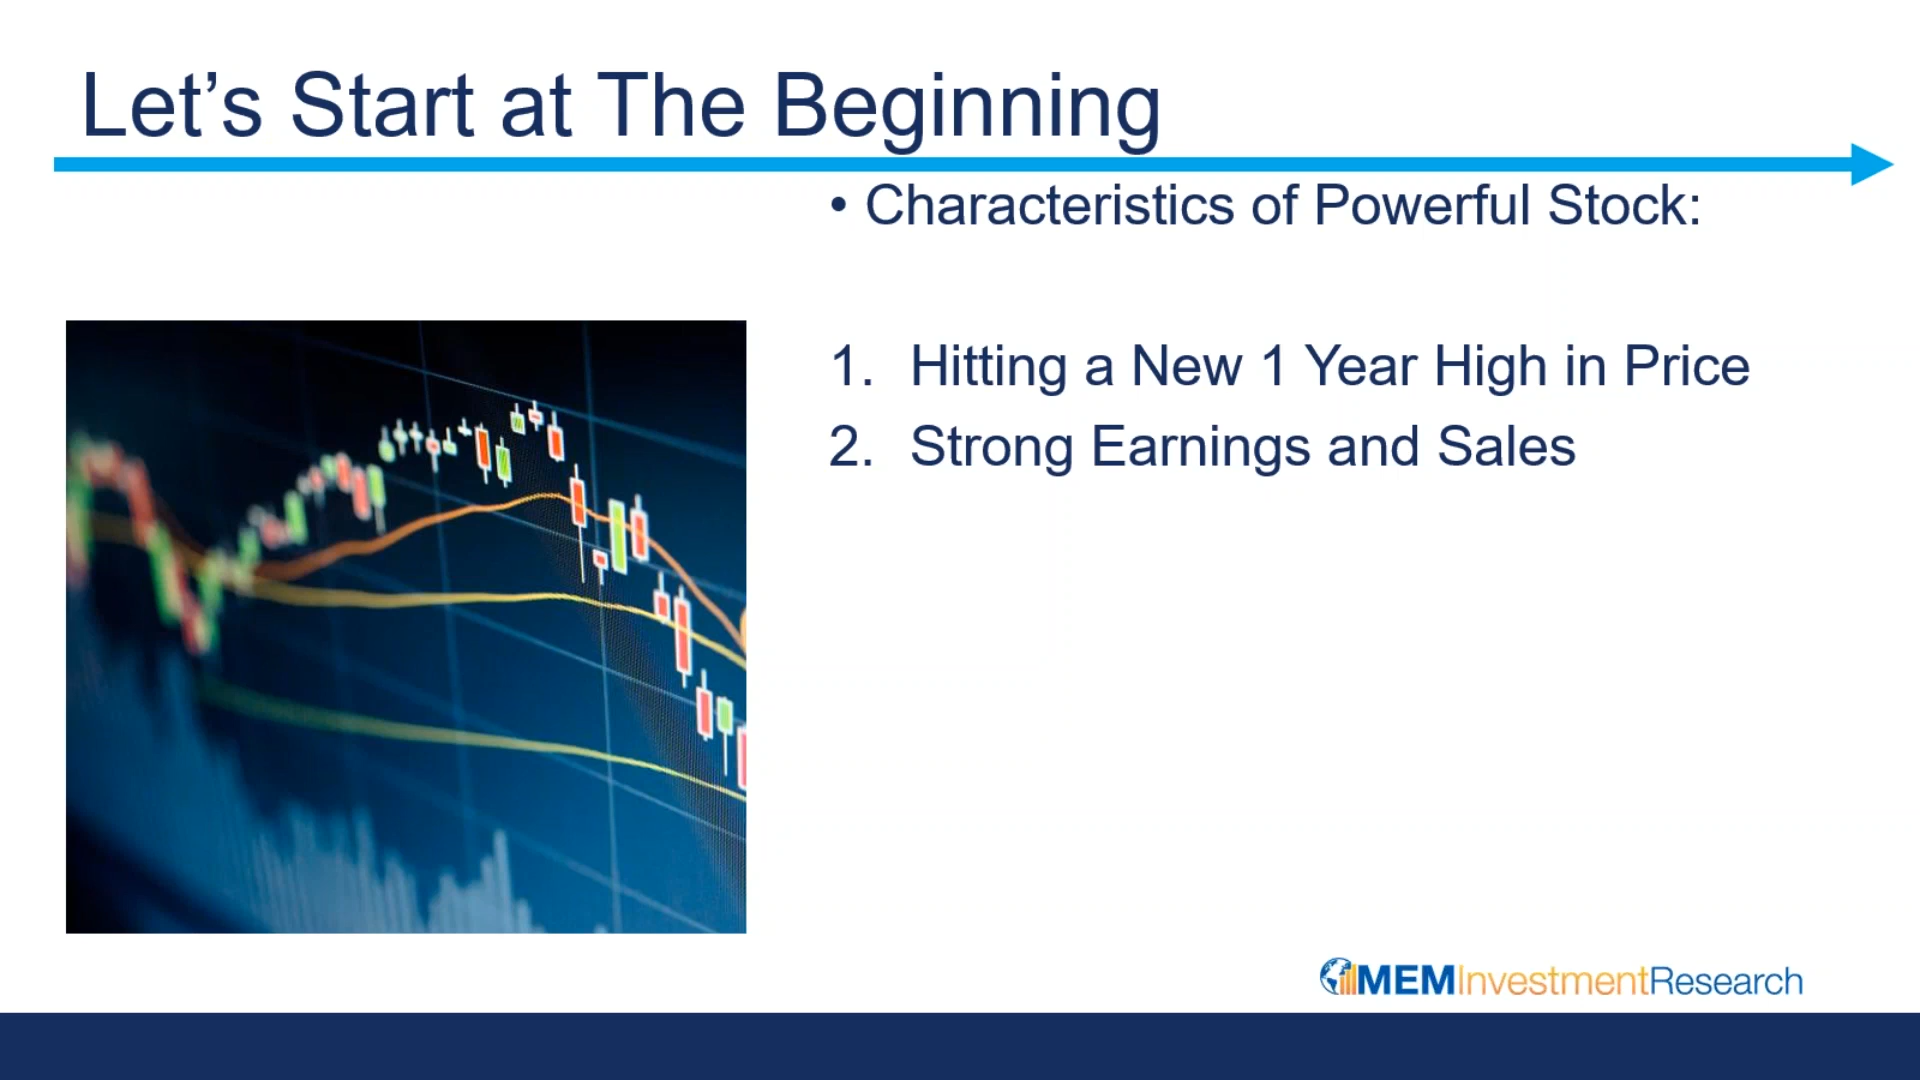 Let’s Start at The Beginning
• Characteristics of Powerful Stock:
1. Hitting a New 1 Year High in Price
2. Strong Earnings and Sales
MEMInvestmentResearch